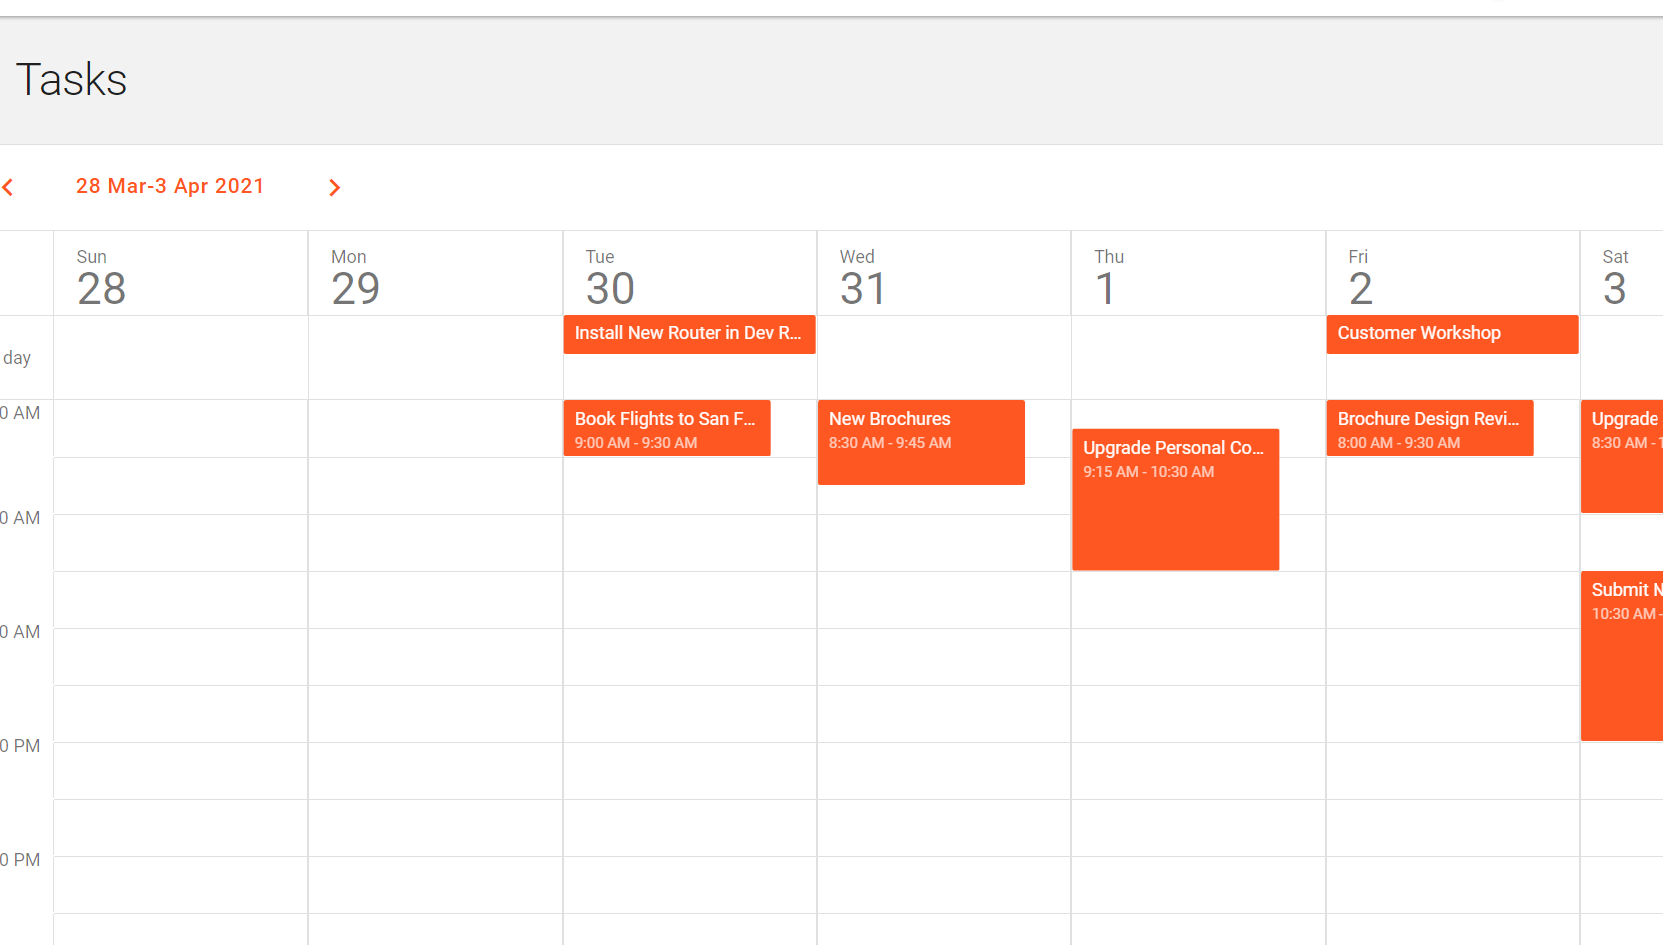 Tasks
28 Mar-3 Apr 2021
Sun
28
Mon
29
Tue
30
Wed
31
Thu
1
Fri
2
Sat
3
day
Install New Router in Dev R...
Customer Workshop
0 AM
Book Flights to San F...
9:00 AM - 9:30 AM
New Brochures
8:30 AM - 9:45 AM
Upgrade Personal Co...
9:15 AM - 10:30 AM
Brochure Design Revi...
8:00 AM - 9:30 AM
Upgrade
8:30 AM - 1
0 AM
Submit N
10:30 AM -
0 AM
0 PM
0 PM